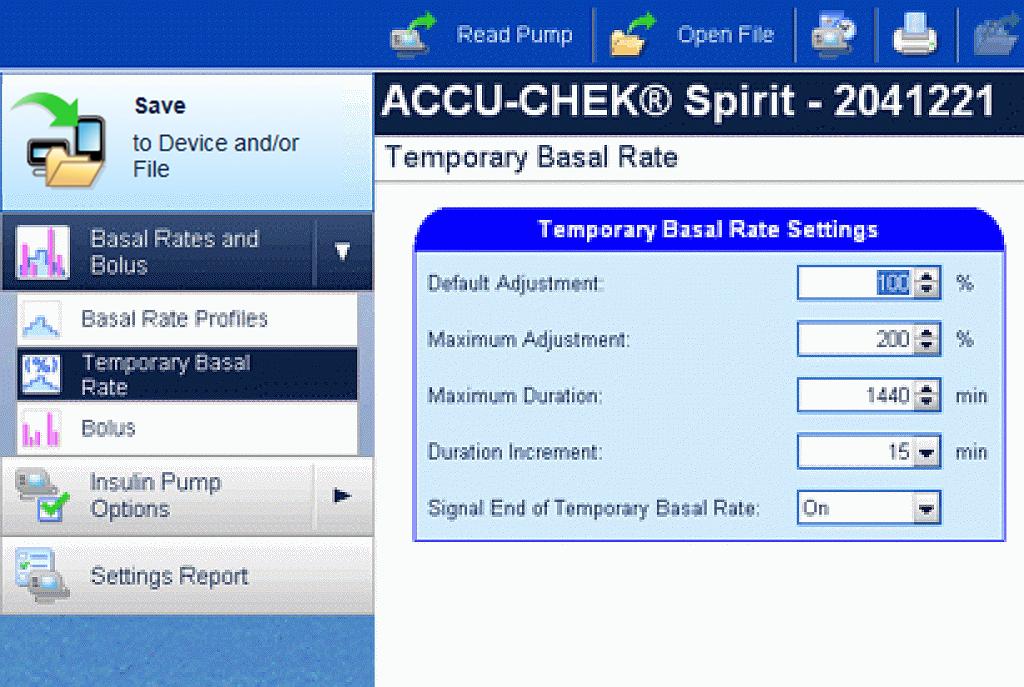 Read Pump
Open File
Save
to Device and/or
File
ACCU-CHEK® Spirit - 2041221
Temporary Basal Rate
Basal Rates and
Bolus
Basal Rate Profiles
(%)
Temporary Basal
Rate
Bolus
Insulin Pump
Options
Settings Report
Temporary Basal Rate Settings
Default Adjustment: 100 %
Maximum Adjustment: 200 %
Maximum Duration: 1440 min
Duration Increment: 15 min
Signal End of Temporary Basal Rate: On